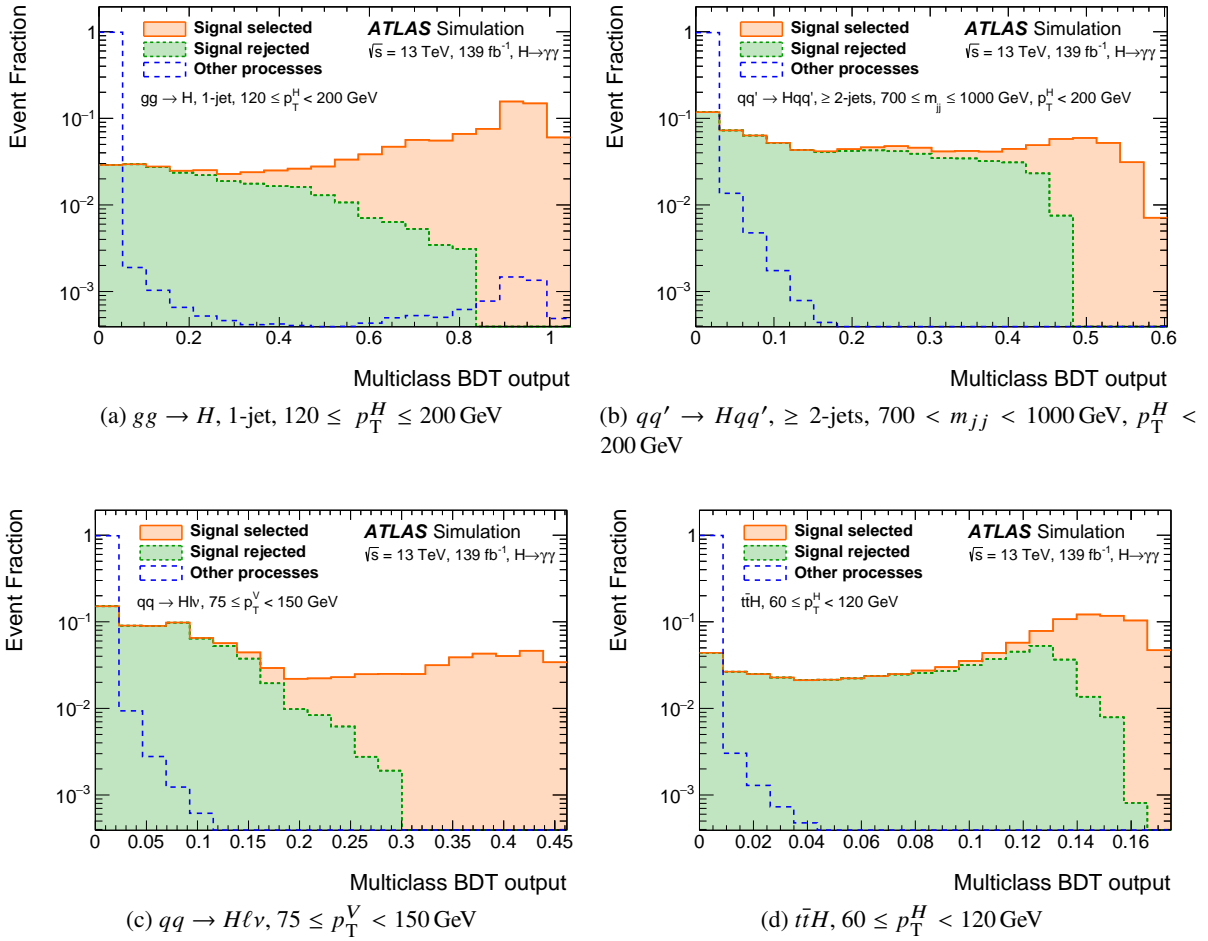 Event Fraction
1
10⁻¹
10⁻²
10⁻³
Signal selected
Signal rejected
Other processes
ATLAS Simulation
√s = 13 TeV, 139 fb⁻¹, H→γγ
gg → H, 1-jet, 120 ≤ p_T^H < 200 GeV
0 0.2 0.4 0.6 0.8 1
Multiclass BDT output
(a) gg → H, 1-jet, 120 ≤ p_T^H ≤ 200 GeV
Event Fraction
1
10⁻¹
10⁻²
10⁻³
Signal selected
Signal rejected
Other processes
ATLAS Simulation
√s = 13 TeV, 139 fb⁻¹, H→γγ
qq' → Hqq', ≥ 2-jets, 700 ≤ m_jj ≤ 1000 GeV, p_T^H < 200 GeV
0 0.1 0.2 0.3 0.4 0.5 0.6
Multiclass BDT output
(b) qq′ → Hqq′, ≥ 2-jets, 700 < m_jj < 1000 GeV, p_T^H <
200 GeV
Event Fraction
1
10⁻¹
10⁻²
10⁻³
Signal selected
Signal rejected
Other processes
ATLAS Simulation
√s = 13 TeV, 139 fb⁻¹, H→γγ
qq → Hlν, 75 ≤ p_T^V < 150 GeV
0 0.05 0.1 0.15 0.2 0.25 0.3 0.35 0.4 0.45
Multiclass BDT output
(c) qq → Hℓν, 75 ≤ p_T^V < 150 GeV
Event Fraction
1
10⁻¹
10⁻²
10⁻³
Signal selected
Signal rejected
Other processes
ATLAS Simulation
√s = 13 TeV, 139 fb⁻¹, H→γγ
tt̄H, 60 ≤ p_T^H < 120 GeV
0 0.02 0.04 0.06 0.08 0.1 0.12 0.14 0.16
Multiclass BDT output
(d) tt̄H, 60 ≤ p_T^H < 120 GeV